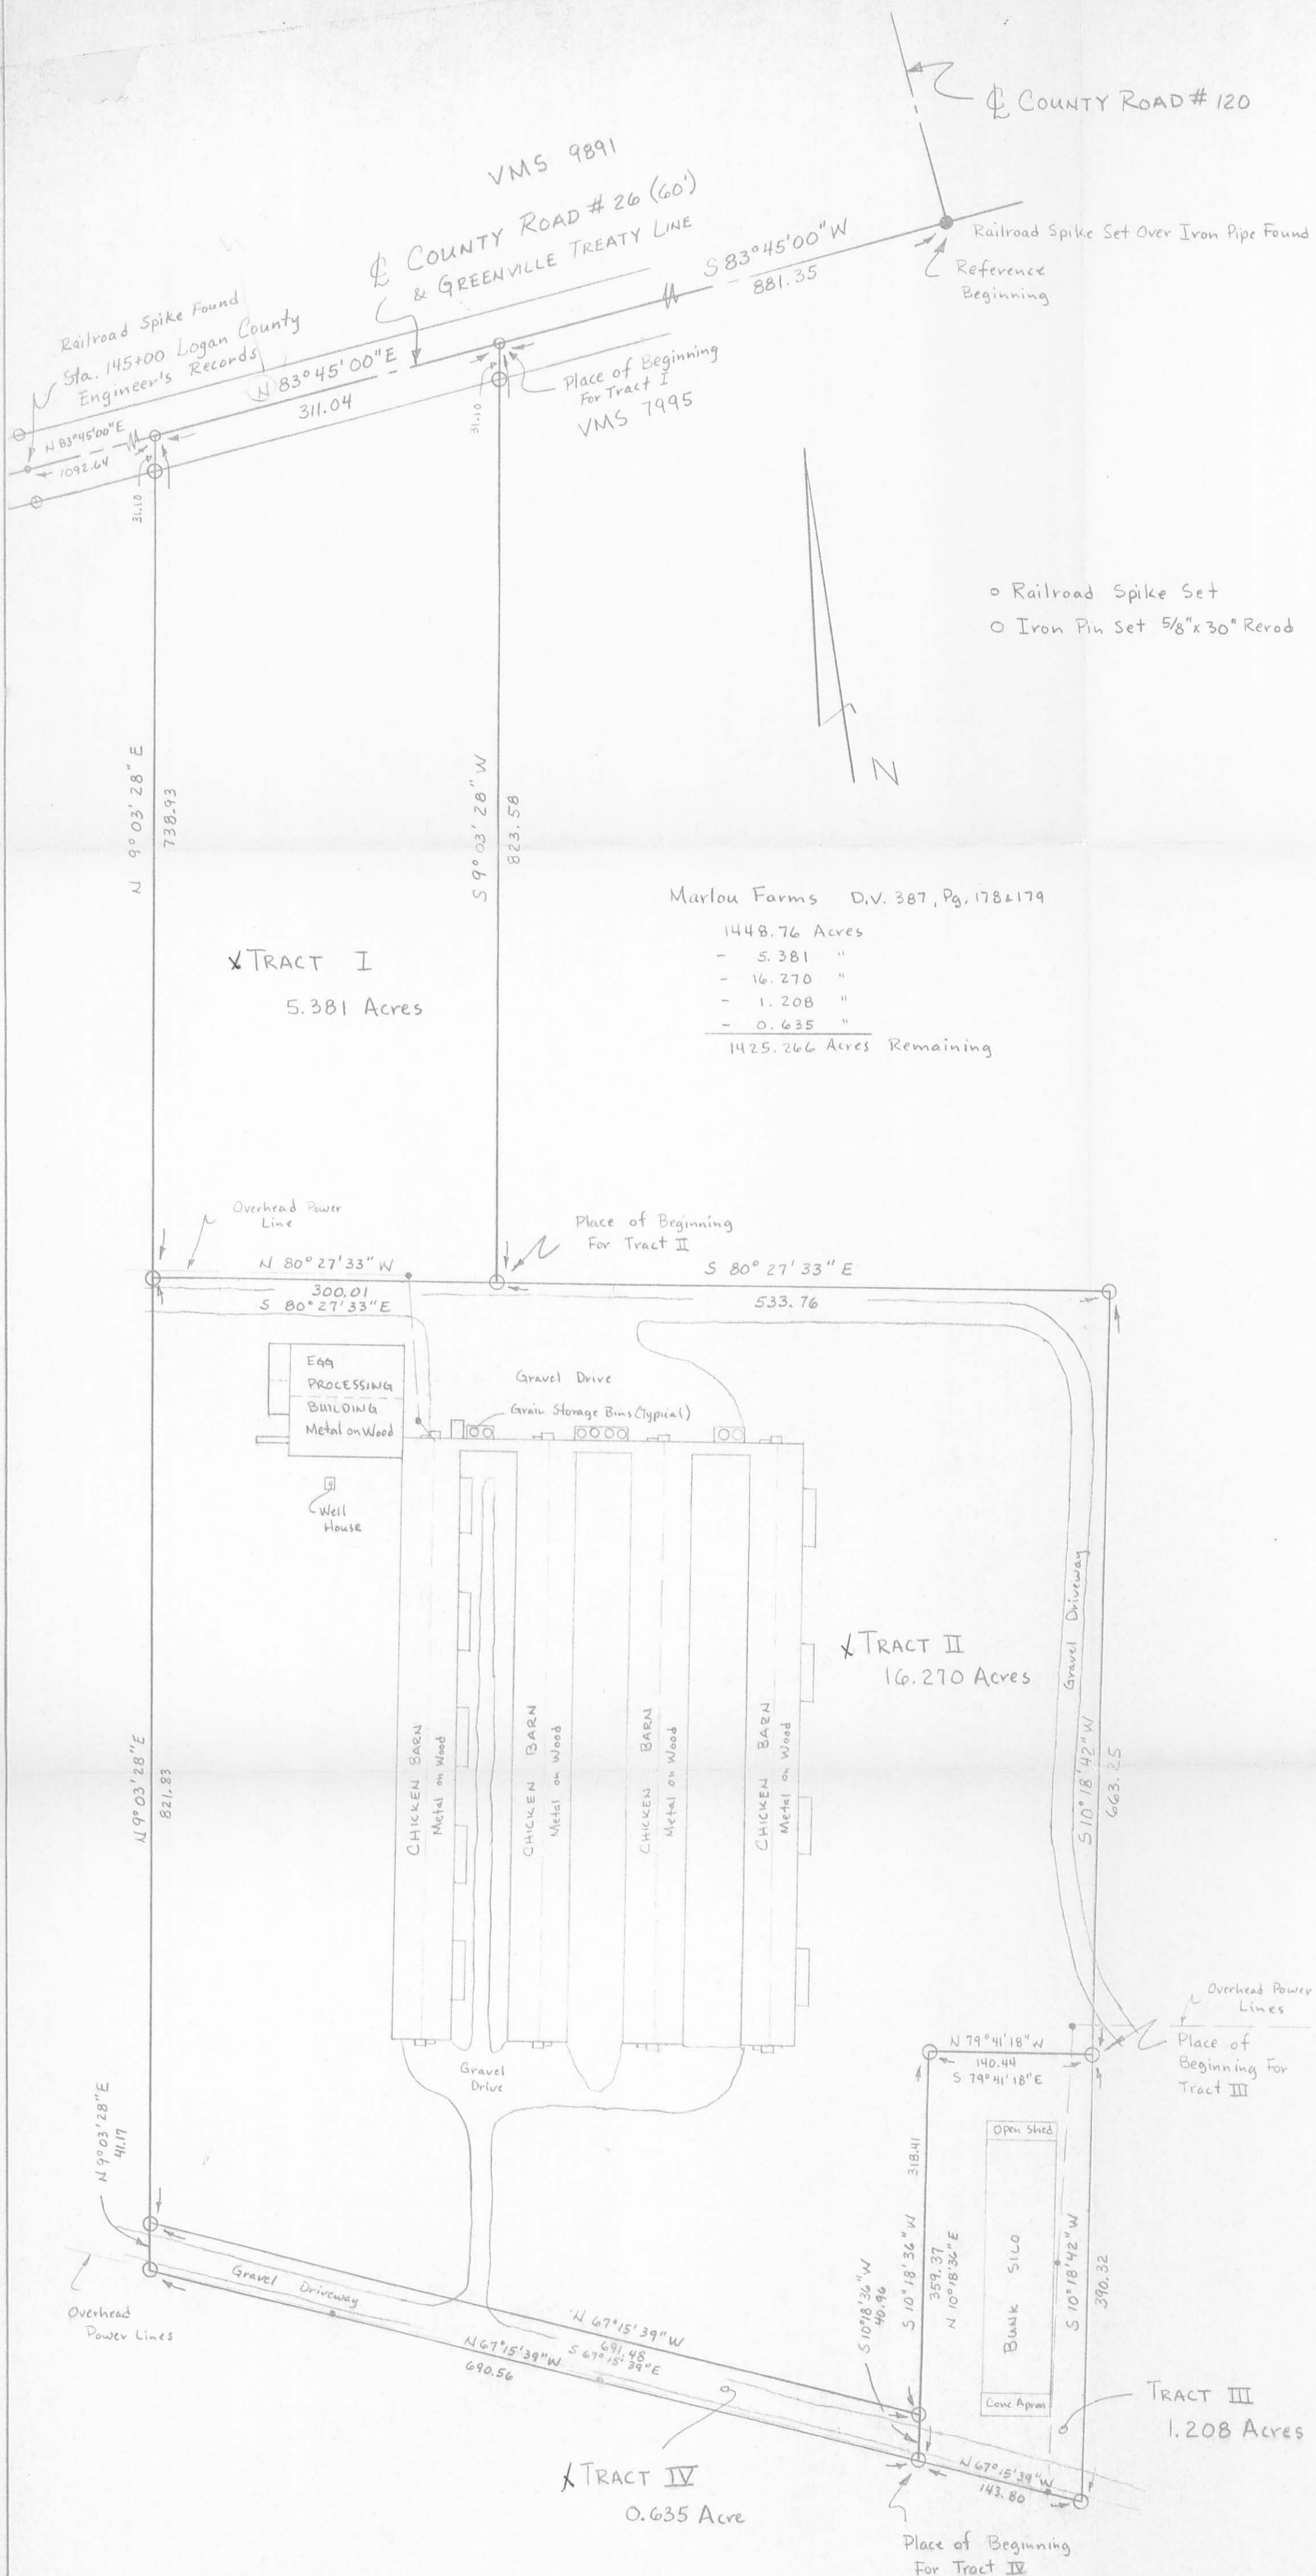 ℄ COUNTY ROAD # 120
VMS 9891
℄ COUNTY ROAD # 26 (60')
& GREENVILLE TREATY LINE
S 83°45'00" W
881.35
Railroad Spike Set Over Iron Pipe Found
Reference
Beginning
Railroad Spike Found
Sta. 145+00 Logan County
Engineer's Records
N 83°45'00" E
311.04
Place of Beginning
For Tract I
VMS 7995
N 83°45'00"E
1092.64
31.10
31.10
o Railroad Spike Set
O Iron Pin Set 5/8"x 30" Rerod
N
N 9°03'28" E
738.93
S 9°03'28" W
823.58
Marlou Farms D.V. 387, Pg. 178&179
1448.76 Acres
- 5.381 "
- 16.270 "
- 1.208 "
- 0.635 "
1425.266 Acres Remaining
X TRACT I
5.381 Acres
Overhead Power
Line
Place of Beginning
For Tract II
N 80°27'33" W
300.01
S 80°27'33"E
S 80°27'33" E
533.76
EGG
PROCESSING
BUILDING
Metal on Wood
Gravel Drive
Grain Storage Bins (Typical)
Well
House
X TRACT II
16.270 Acres
Gravel Driveway
S 10°18'42" W
663.25
CHICKEN BARN
Metal on Wood
CHICKEN BARN
Metal on Wood
CHICKEN BARN
Metal on Wood
CHICKEN BARN
Metal on Wood
N 9°03'28"E
821.83
Overhead Power
Lines
Place of
Beginning For
Tract III
N 79°41'18" W
140.44
S 79°41'18"E
Gravel
Drive
Open Shed
N 9°03'28"E
41.17
318.41
S 10°18'36" W
359.37
N 10°18'36"E
BUNK SILO
S 10°18'42" W
390.32
S 10°18'36" W
40.96
Gravel Driveway
Overhead
Power Lines
N 67°15'39"W
691.48
S 67°15'39"E
N 67°15'39"W
690.56
Conc Apron
TRACT III
1.208 Acres
N 67°15'39"W
143.80
X TRACT IV
0.635 Acre
Place of Beginning
For Tract IV